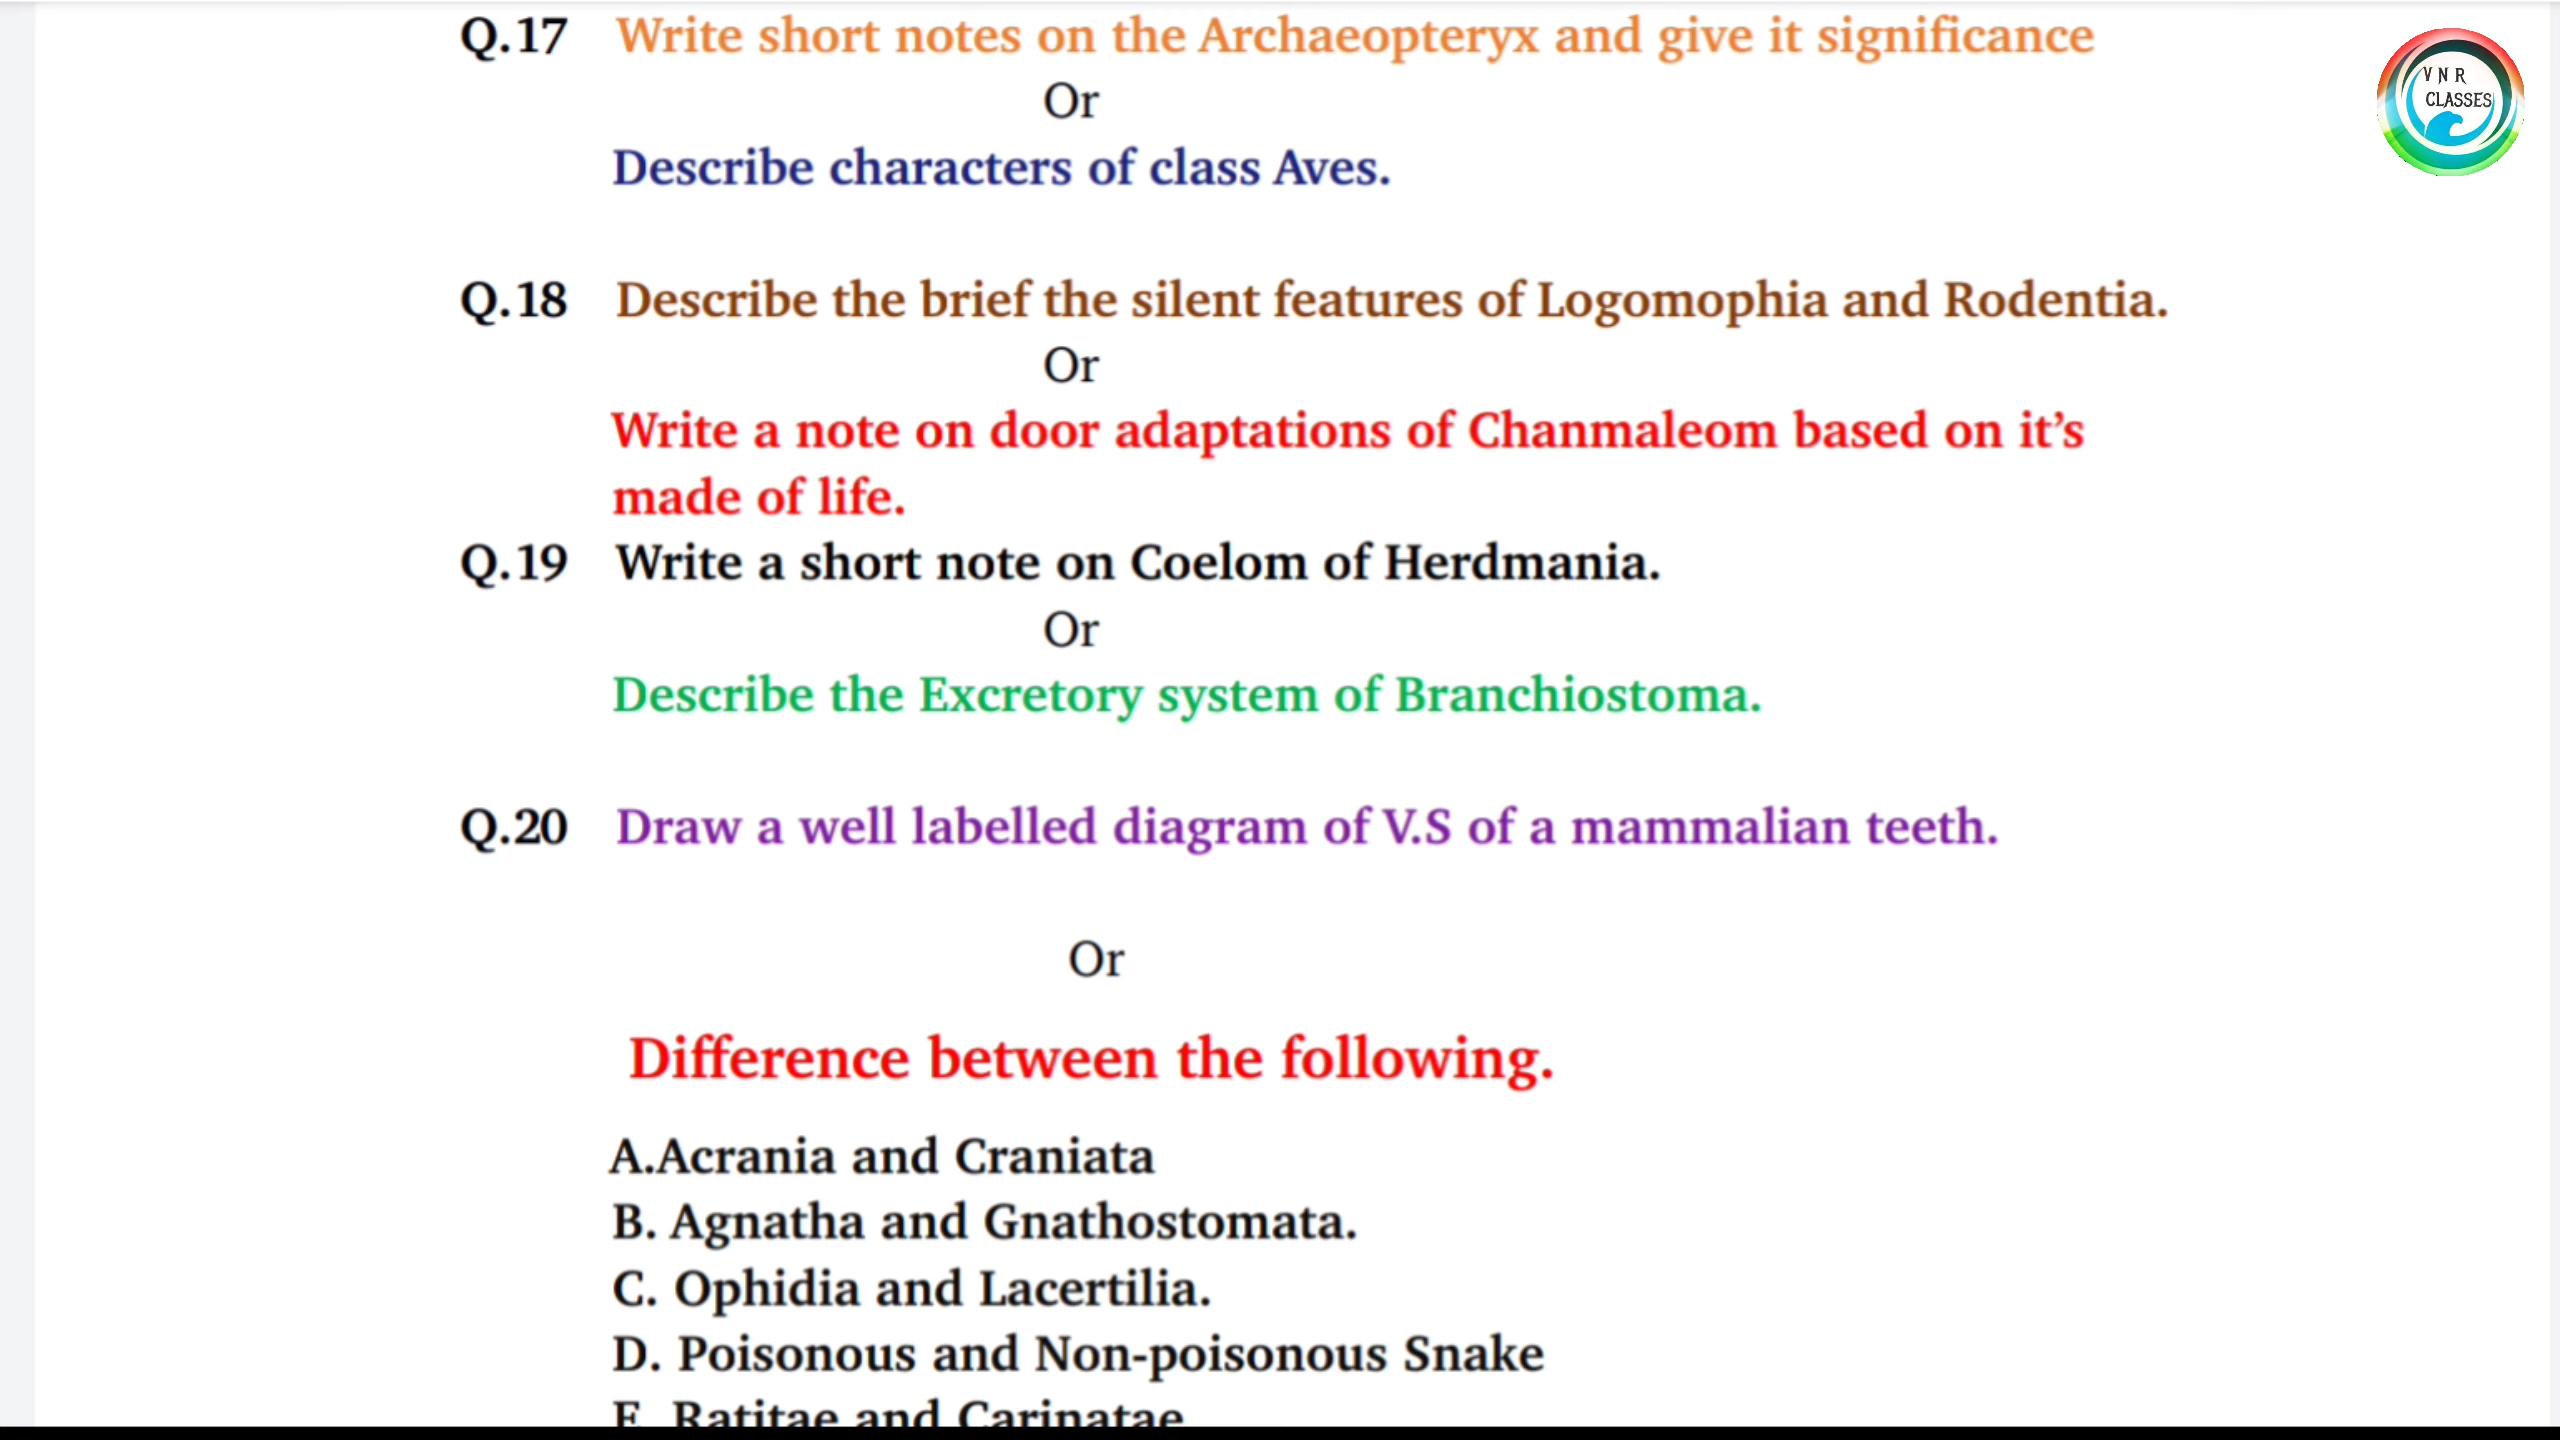 Q.17 Write short notes on the Archaeopteryx and give it significance
Or
Describe characters of class Aves.
V N R
CLASSES
Q.18 Describe the brief the silent features of Logomophia and Rodentia.
Or
Write a note on door adaptations of Chanmaleom based on it’s
made of life.
Q.19 Write a short note on Coelom of Herdmania.
Or
Describe the Excretory system of Branchiostoma.
Q.20 Draw a well labelled diagram of V.S of a mammalian teeth.
Or
Difference between the following.
A.Acrania and Craniata
B. Agnatha and Gnathostomata.
C. Ophidia and Lacertilia.
D. Poisonous and Non-poisonous Snake
E. Ratitae and Carinatae